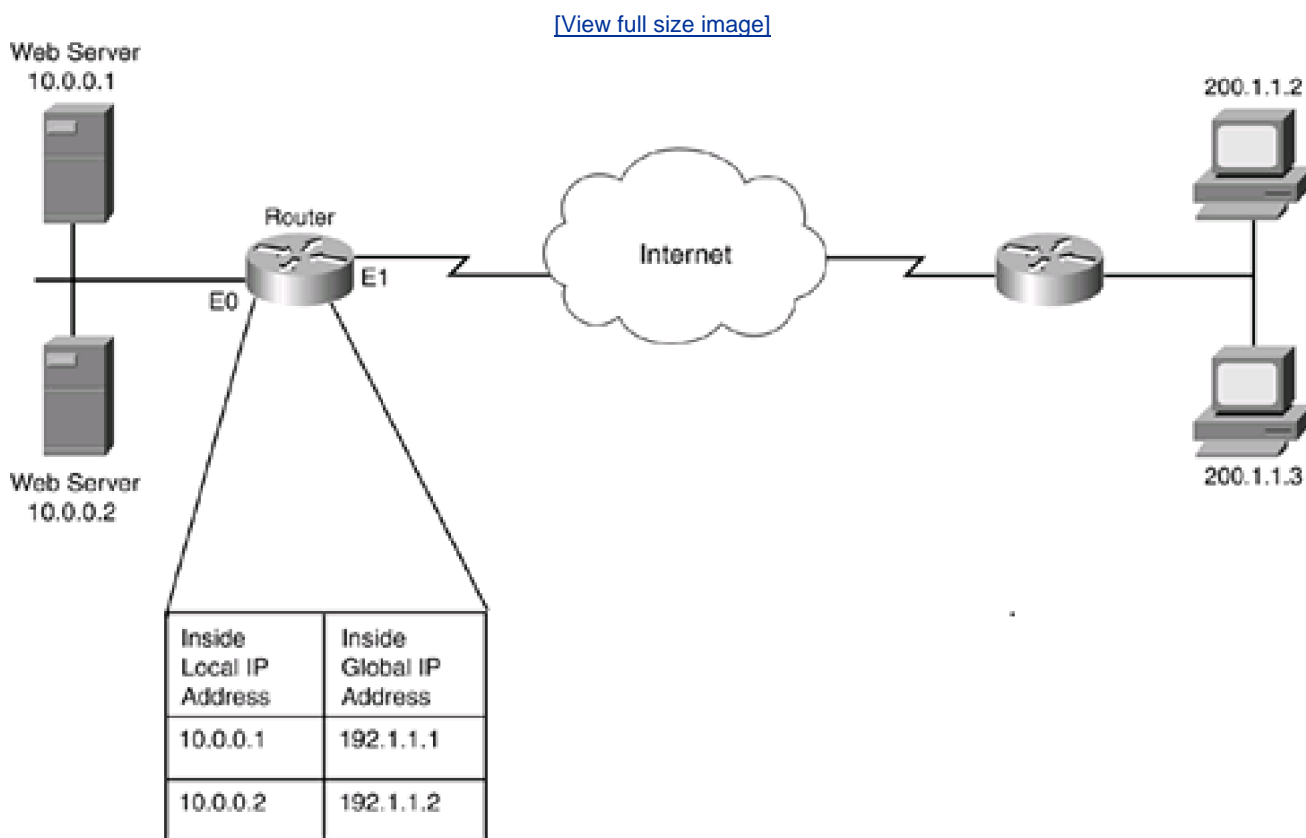 [View full size image]
Web Server
10.0.0.1
200.1.1.2
Router
E0
E1
Internet
Web Server
10.0.0.2
200.1.1.3
Inside
Local IP
Address
Inside
Global IP
Address
10.0.0.1
192.1.1.1
10.0.0.2
192.1.1.2